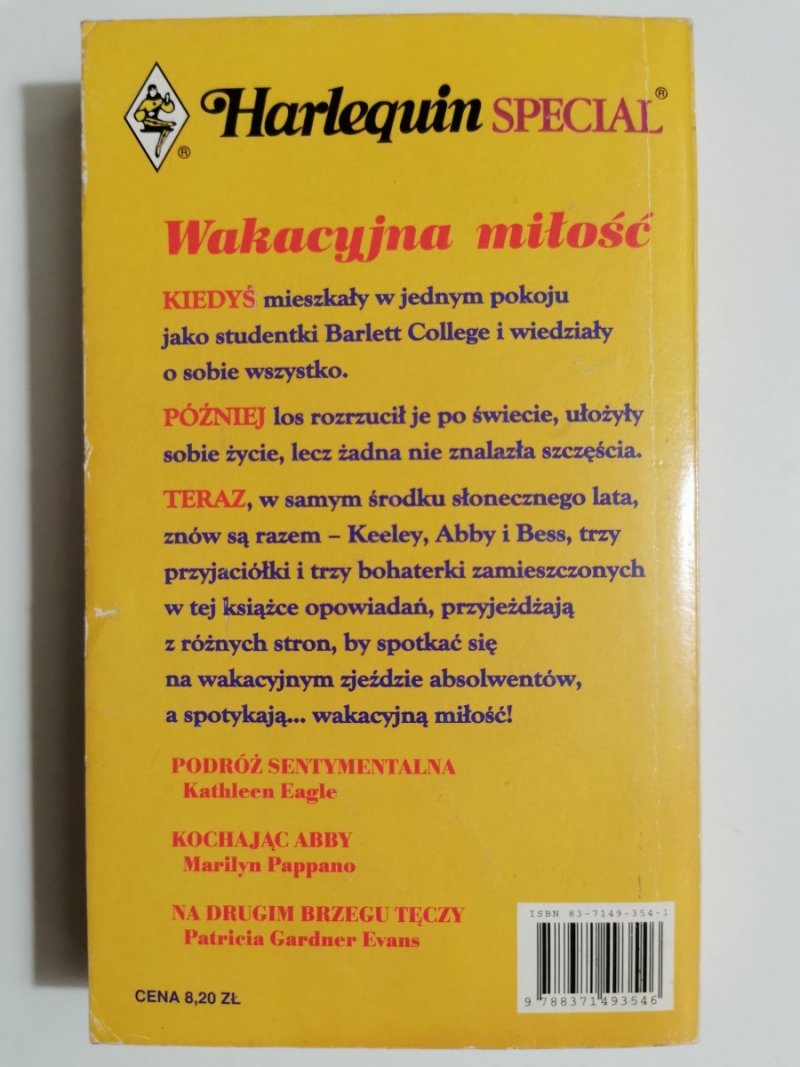 Harlequin SPECIAL®
®
Wakacyjna miłość
KIEDYŚ mieszkały w jednym pokoju
jako studentki Barlett College i wiedziały
o sobie wszystko.
PÓŹNIEJ los rozrzucił je po świecie, ułożyły
sobie życie, lecz żadna nie znalazła szczęścia.
TERAZ, w samym środku słonecznego lata,
znów są razem – Keeley, Abby i Bess, trzy
przyjaciółki i trzy bohaterki zamieszczonych
w tej książce opowiadań, przyjeżdżają
z różnych stron, by spotkać się
na wakacyjnym zjeździe absolwentów,
a spotykają... wakacyjną miłość!
PODRÓŻ SENTYMENTALNA
Kathleen Eagle
KOCHAJĄC ABBY
Marilyn Pappano
NA DRUGIM BRZEGU TĘCZY
Patricia Gardner Evans
ISBN 83-7149-354-1
9 788371 493546
CENA 8,20 ZŁ